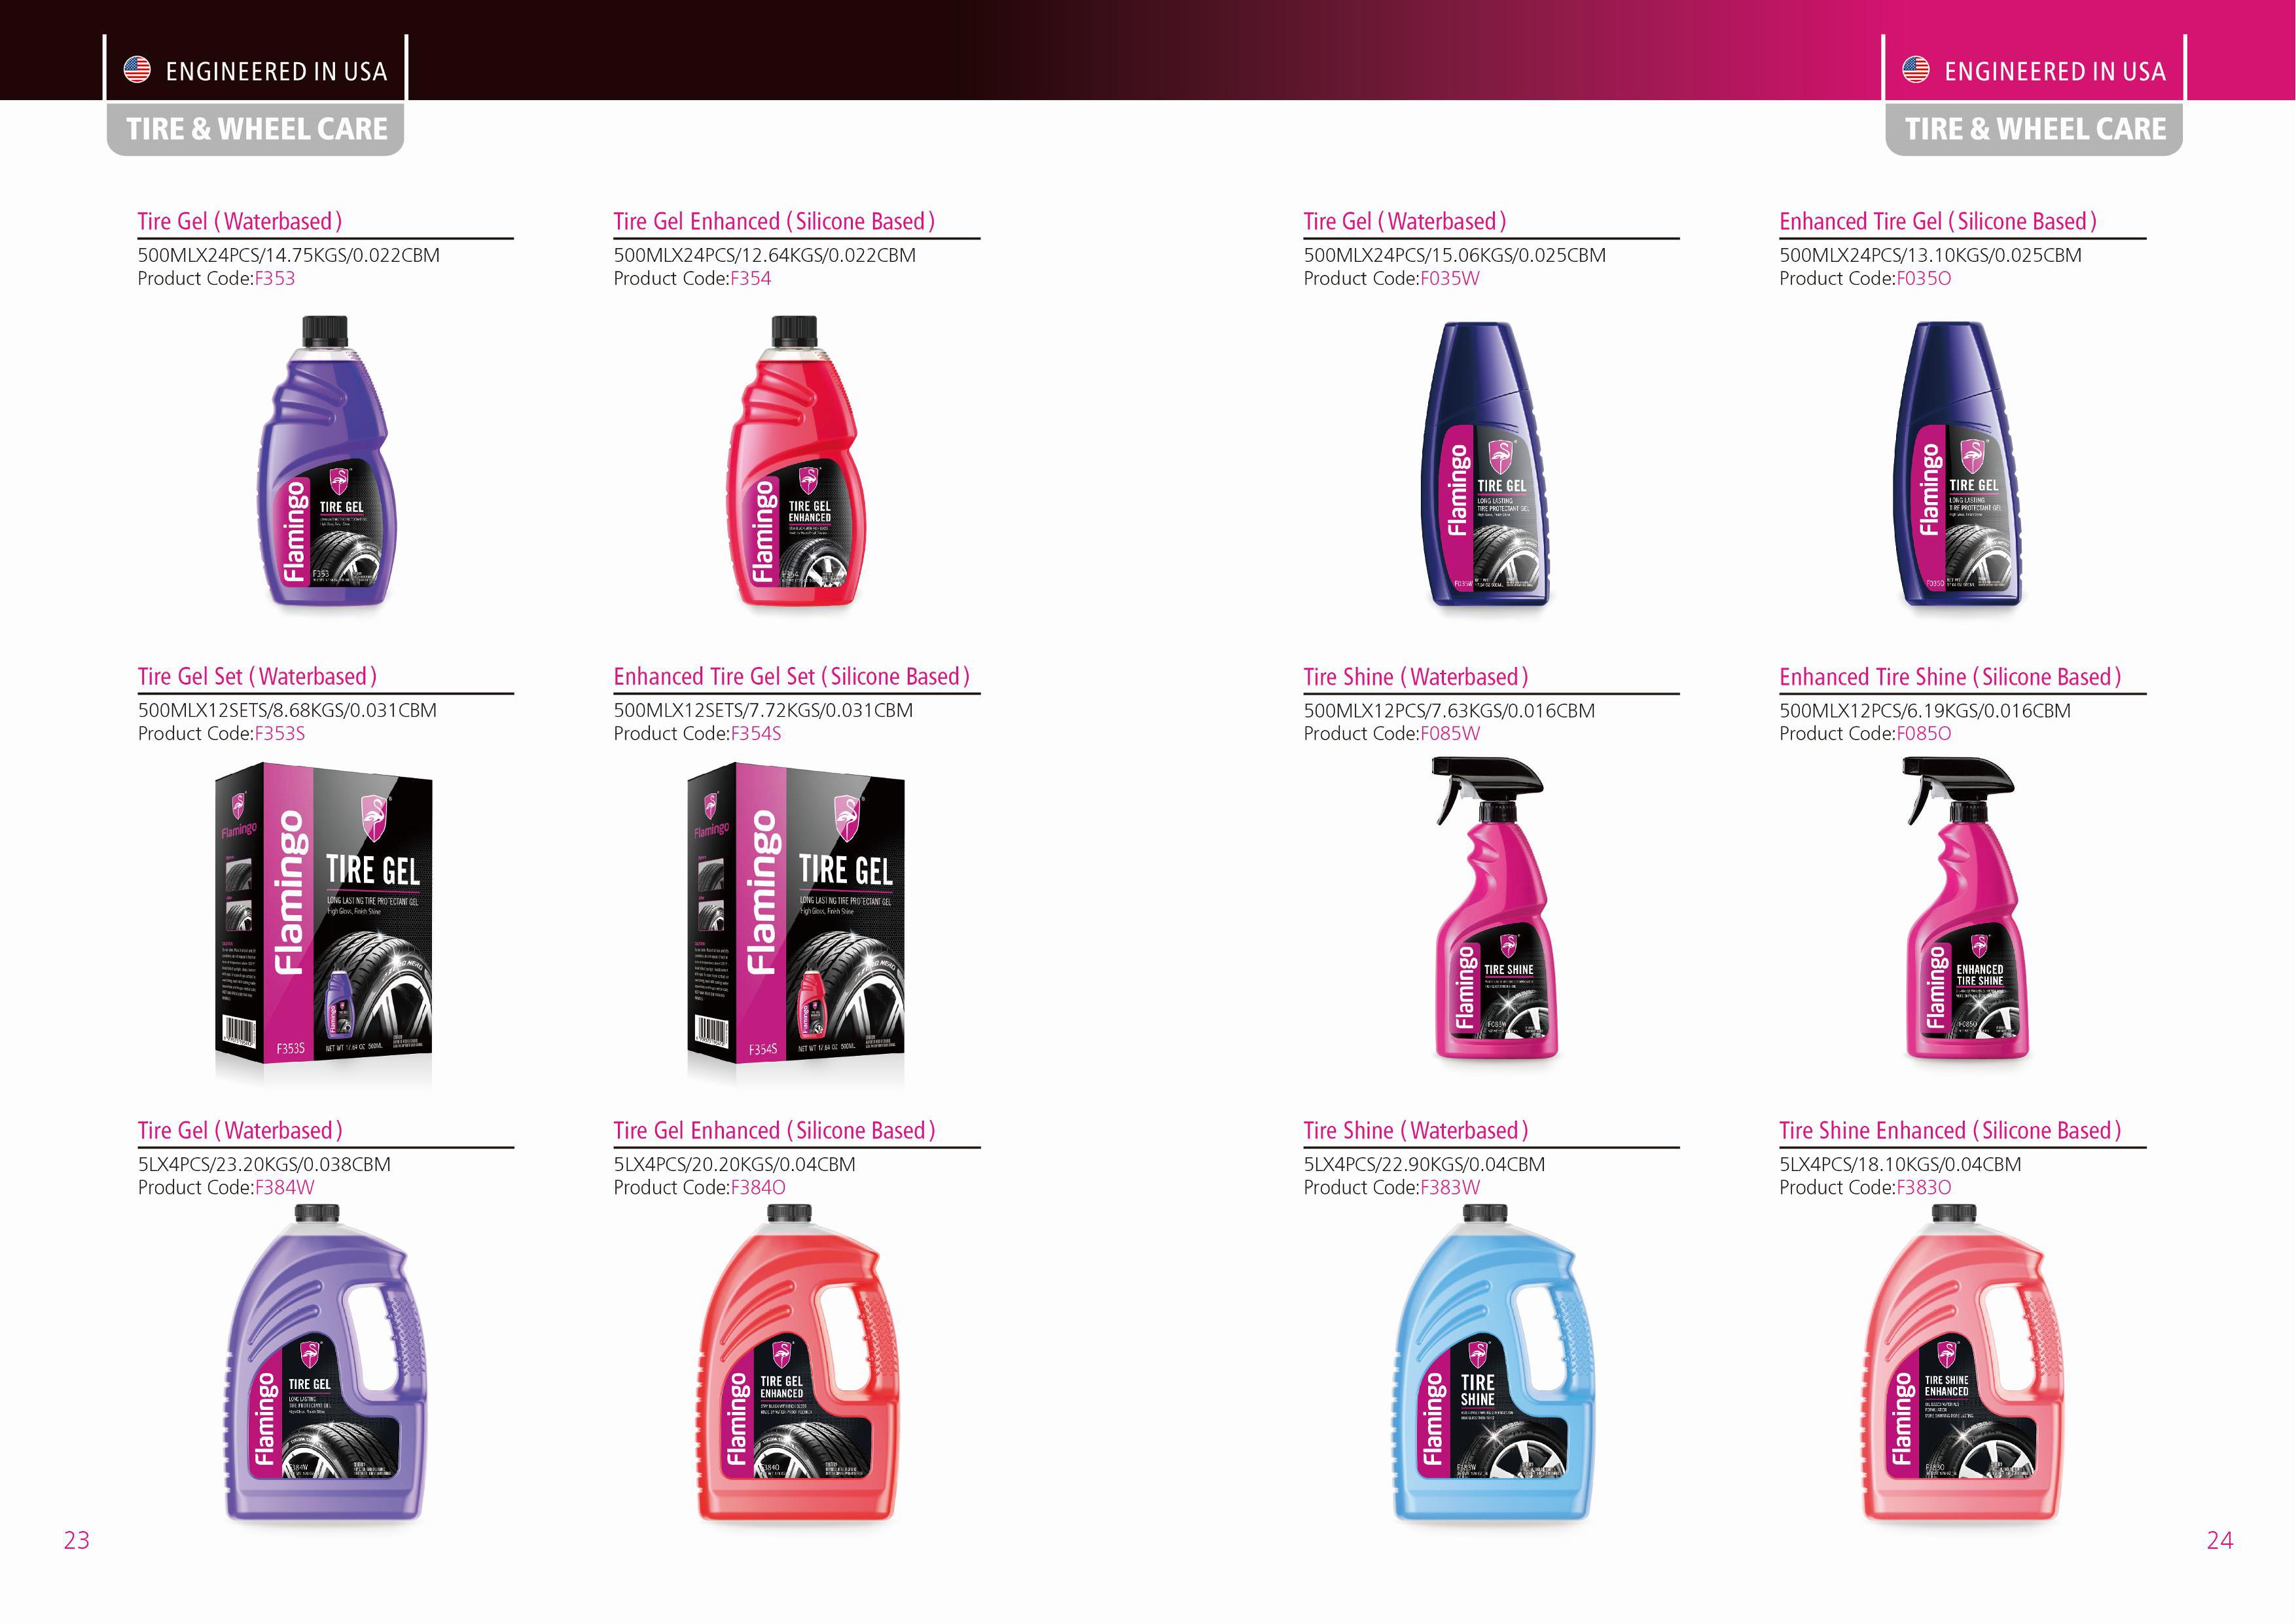 ENGINEERED IN USA
TIRE & WHEEL CARE
Tire Gel (Waterbased)
500MLX24PCS/14.75KGS/0.022CBM
Product Code:F353
Flamingo
TIRE GEL
F353
Tire Gel Enhanced (Silicone Based)
500MLX24PCS/12.64KGS/0.022CBM
Product Code:F354
Flamingo
TIRE GEL
ENHANCED
F354
Tire Gel Set (Waterbased)
500MLX12SETS/8.68KGS/0.031CBM
Product Code:F353S
Flamingo
Flamingo
TIRE GEL
LONG LASTING TIRE PROTECTANT GEL
High Gloss, Finish Shine
F353S
NET WT 17.64 OZ 500ML
Enhanced Tire Gel Set (Silicone Based)
500MLX12SETS/7.72KGS/0.031CBM
Product Code:F354S
Flamingo
Flamingo
TIRE GEL
LONG LASTING TIRE PROTECTANT GEL
High Gloss, Finish Shine
F354S
NET WT 17.64 OZ 500ML
Tire Gel (Waterbased)
5LX4PCS/23.20KGS/0.038CBM
Product Code:F384W
Flamingo
TIRE GEL
LONG LASTING
TIRE PROTECTANT GEL
F384W
Tire Gel Enhanced (Silicone Based)
5LX4PCS/20.20KGS/0.04CBM
Product Code:F384O
Flamingo
TIRE GEL
ENHANCED
F384O
23
ENGINEERED IN USA
TIRE & WHEEL CARE
Tire Gel (Waterbased)
500MLX24PCS/15.06KGS/0.025CBM
Product Code:F035W
Flamingo
TIRE GEL
LONG LASTING
TIRE PROTECTANT GEL
F035W
Enhanced Tire Gel (Silicone Based)
500MLX24PCS/13.10KGS/0.025CBM
Product Code:F035O
Flamingo
TIRE GEL
LONG LASTING
TIRE PROTECTANT GEL
F035O
Tire Shine (Waterbased)
500MLX12PCS/7.63KGS/0.016CBM
Product Code:F085W
Flamingo
TIRE SHINE
F085W
Enhanced Tire Shine (Silicone Based)
500MLX12PCS/6.19KGS/0.016CBM
Product Code:F085O
Flamingo
ENHANCED
TIRE SHINE
F085O
Tire Shine (Waterbased)
5LX4PCS/22.90KGS/0.04CBM
Product Code:F383W
Flamingo
TIRE
SHINE
F383W
Tire Shine Enhanced (Silicone Based)
5LX4PCS/18.10KGS/0.04CBM
Product Code:F383O
Flamingo
TIRE SHINE
ENHANCED
F383O
24